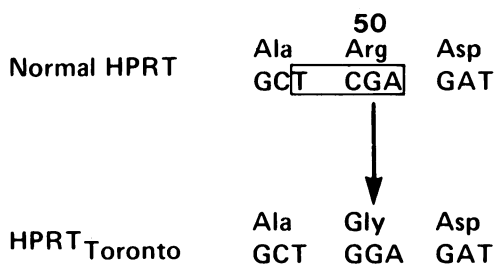 50
Ala Arg Asp
Normal HPRT GCT CGA GAT
Ala Gly Asp
HPRT Toronto GCT GGA GAT